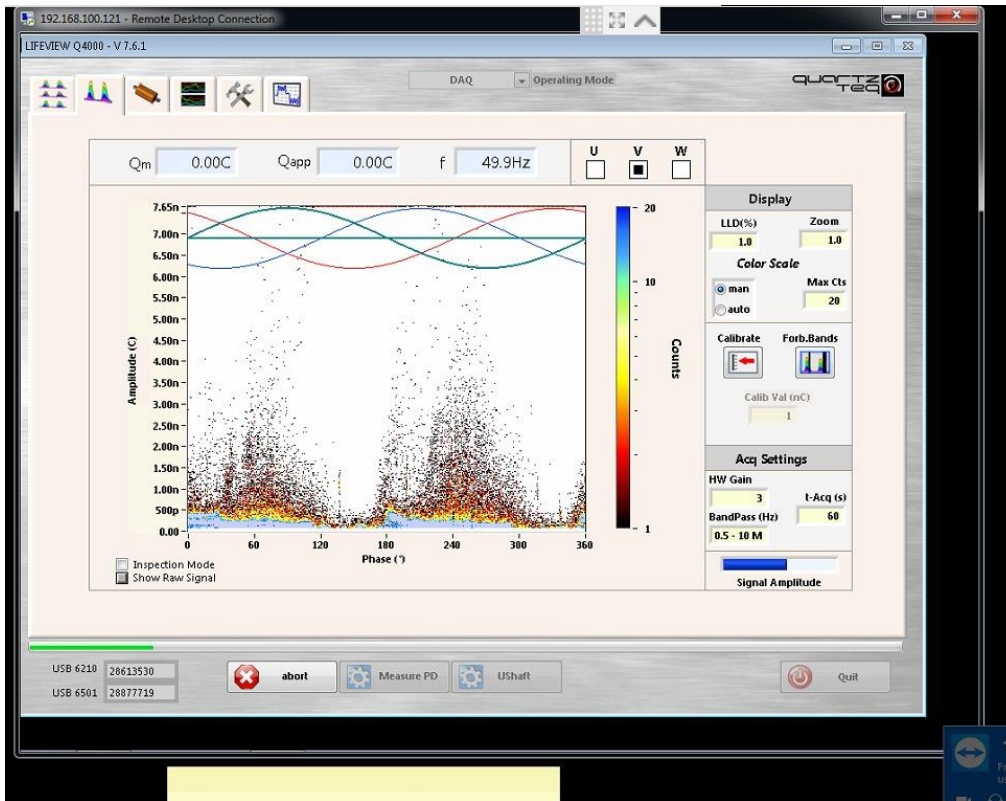 192.168.100.121 - Remote Desktop Connection
LIFEVIEW Q4000 - V 7.6.1
DAQ Operating Mode
QUARTZ TEQ
Qm 0.00C Qapp 0.00C f 49.9Hz
U V W
Display
LLD(%) Zoom
1.0 1.0
Color Scale
man Max Cts
auto 20
Calibrate Forb.Bands
Calib Val (nC)
1
Acq Settings
HW Gain
3 t-Acq (s)
BandPass (Hz) 60
0.5 - 10 M
Signal Amplitude
Amplitude (C)
7.65n
7.00n
6.50n
6.00n
5.50n
5.00n
4.50n
4.00n
3.50n
3.00n
2.50n
2.00n
1.50n
1.00n
500p
0.00
0 60 120 180 240 300 360
Phase (°)
20
10
1
Counts
Inspection Mode
Show Raw Signal
USB 6210 28613530
USB 6501 28877719
abort Measure PD UShaft Quit